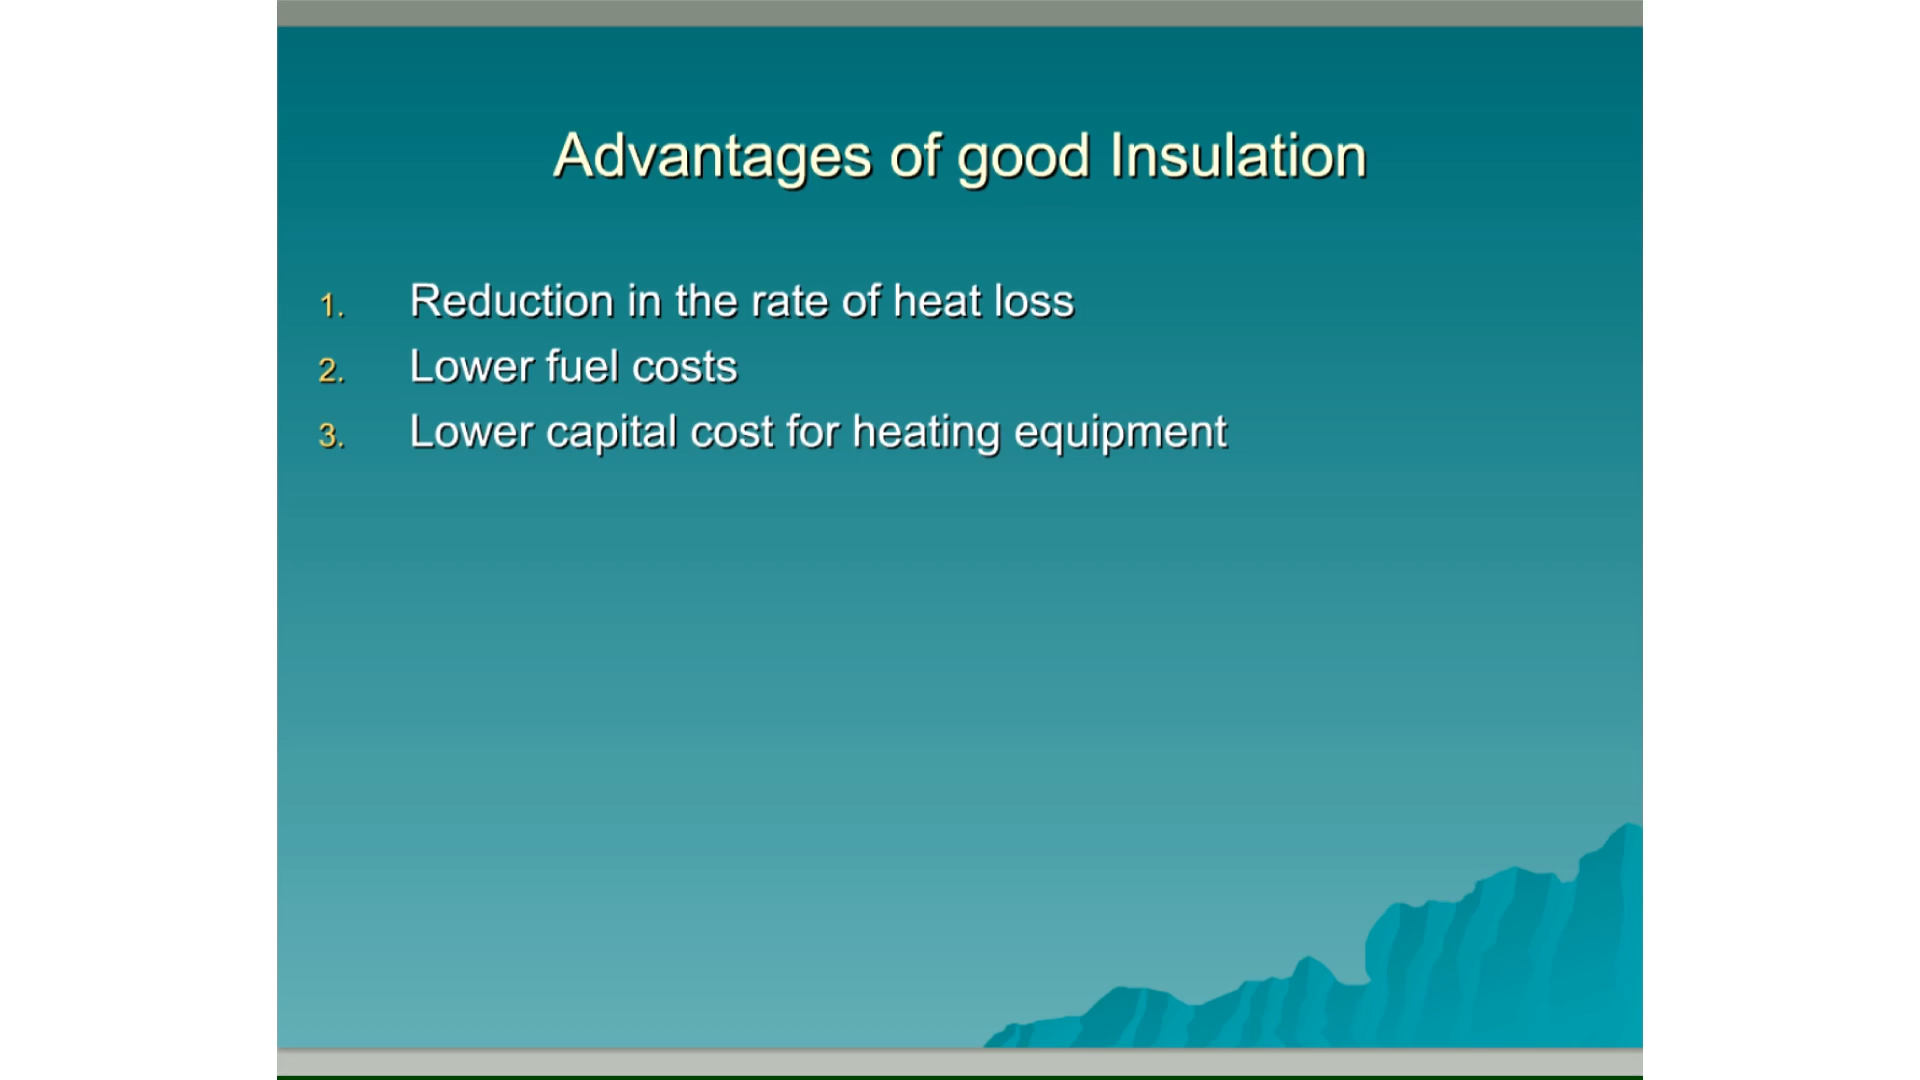 Advantages of good Insulation
1. Reduction in the rate of heat loss
2. Lower fuel costs
3. Lower capital cost for heating equipment